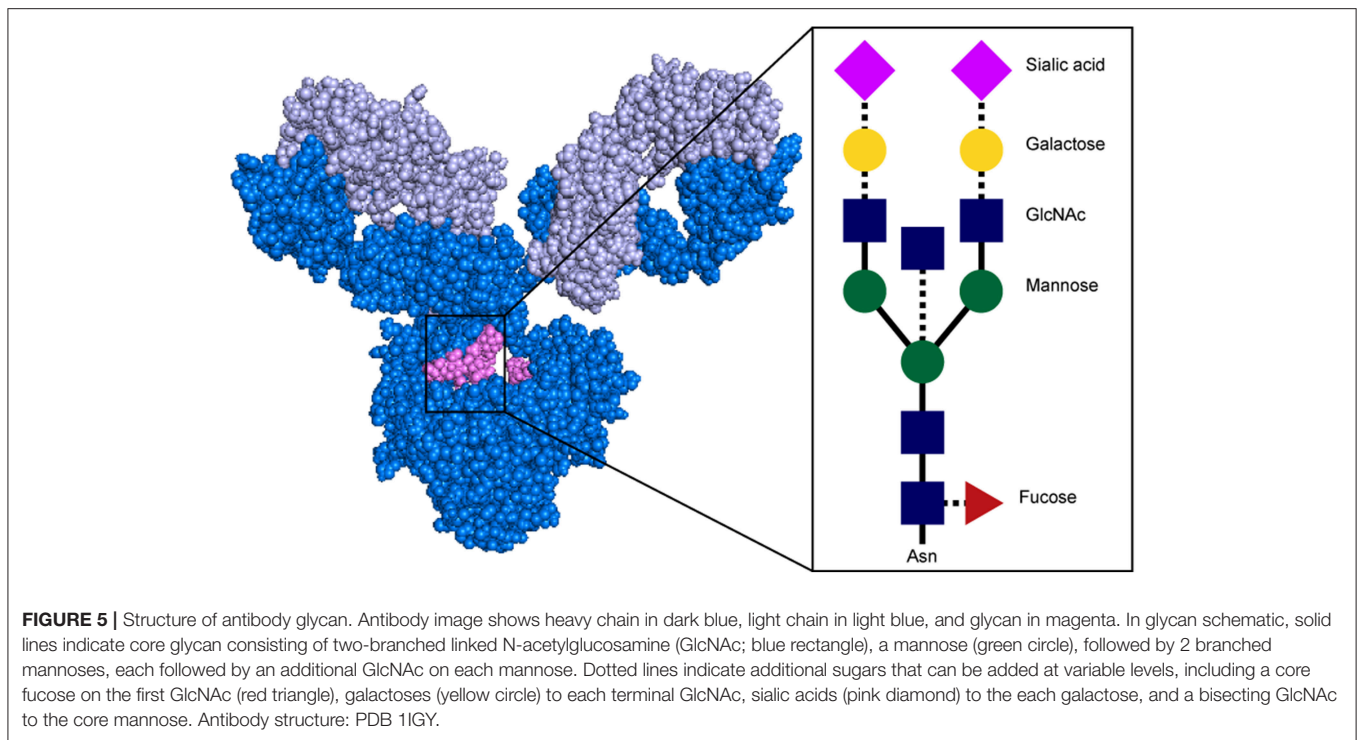 Sialic acid
Galactose
GlcNAc
Mannose
Fucose
Asn
FIGURE 5 | Structure of antibody glycan. Antibody image shows heavy chain in dark blue, light chain in light blue, and glycan in magenta. In glycan schematic, solid
lines indicate core glycan consisting of two-branched linked N-acetylglucosamine (GlcNAc; blue rectangle), a mannose (green circle), followed by 2 branched
mannoses, each followed by an additional GlcNAc on each mannose. Dotted lines indicate additional sugars that can be added at variable levels, including a core
fucose on the first GlcNAc (red triangle), galactoses (yellow circle) to each terminal GlcNAc, sialic acids (pink diamond) to the each galactose, and a bisecting GlcNAc
to the core mannose. Antibody structure: PDB 1IGY.